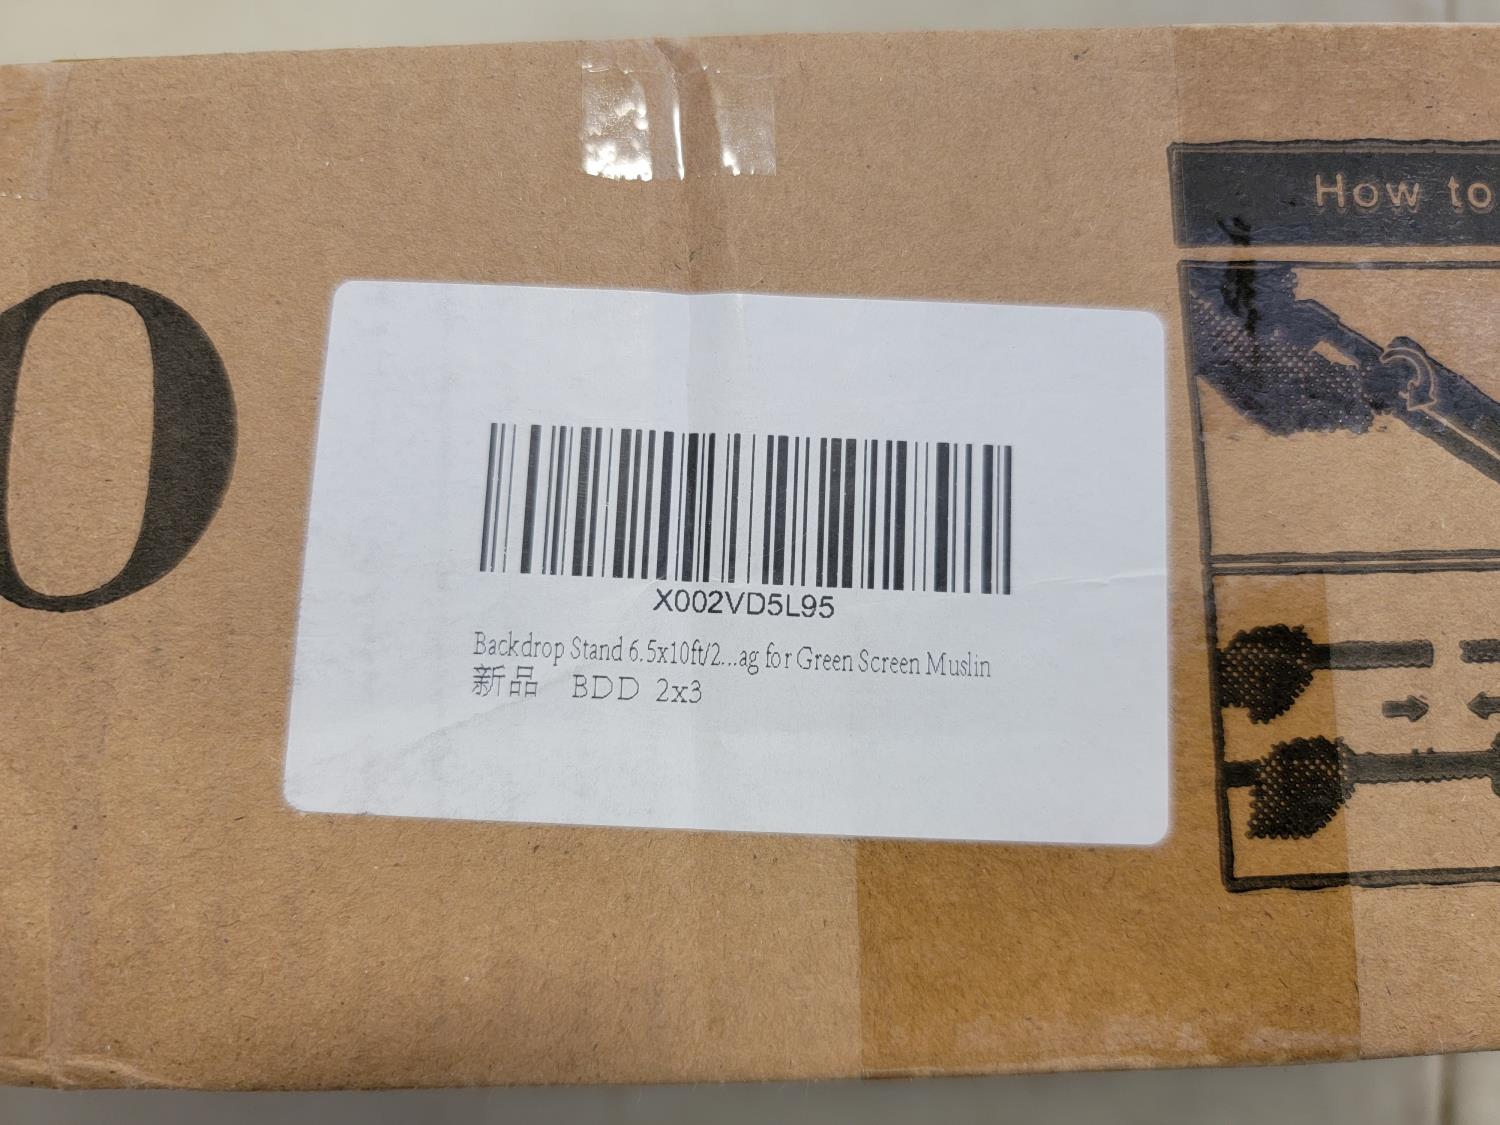 O
How to
X002VD5L95
Backdrop Stand 6.5x10ft/2...ag for Green Screen Muslin
新品 BDD 2x3